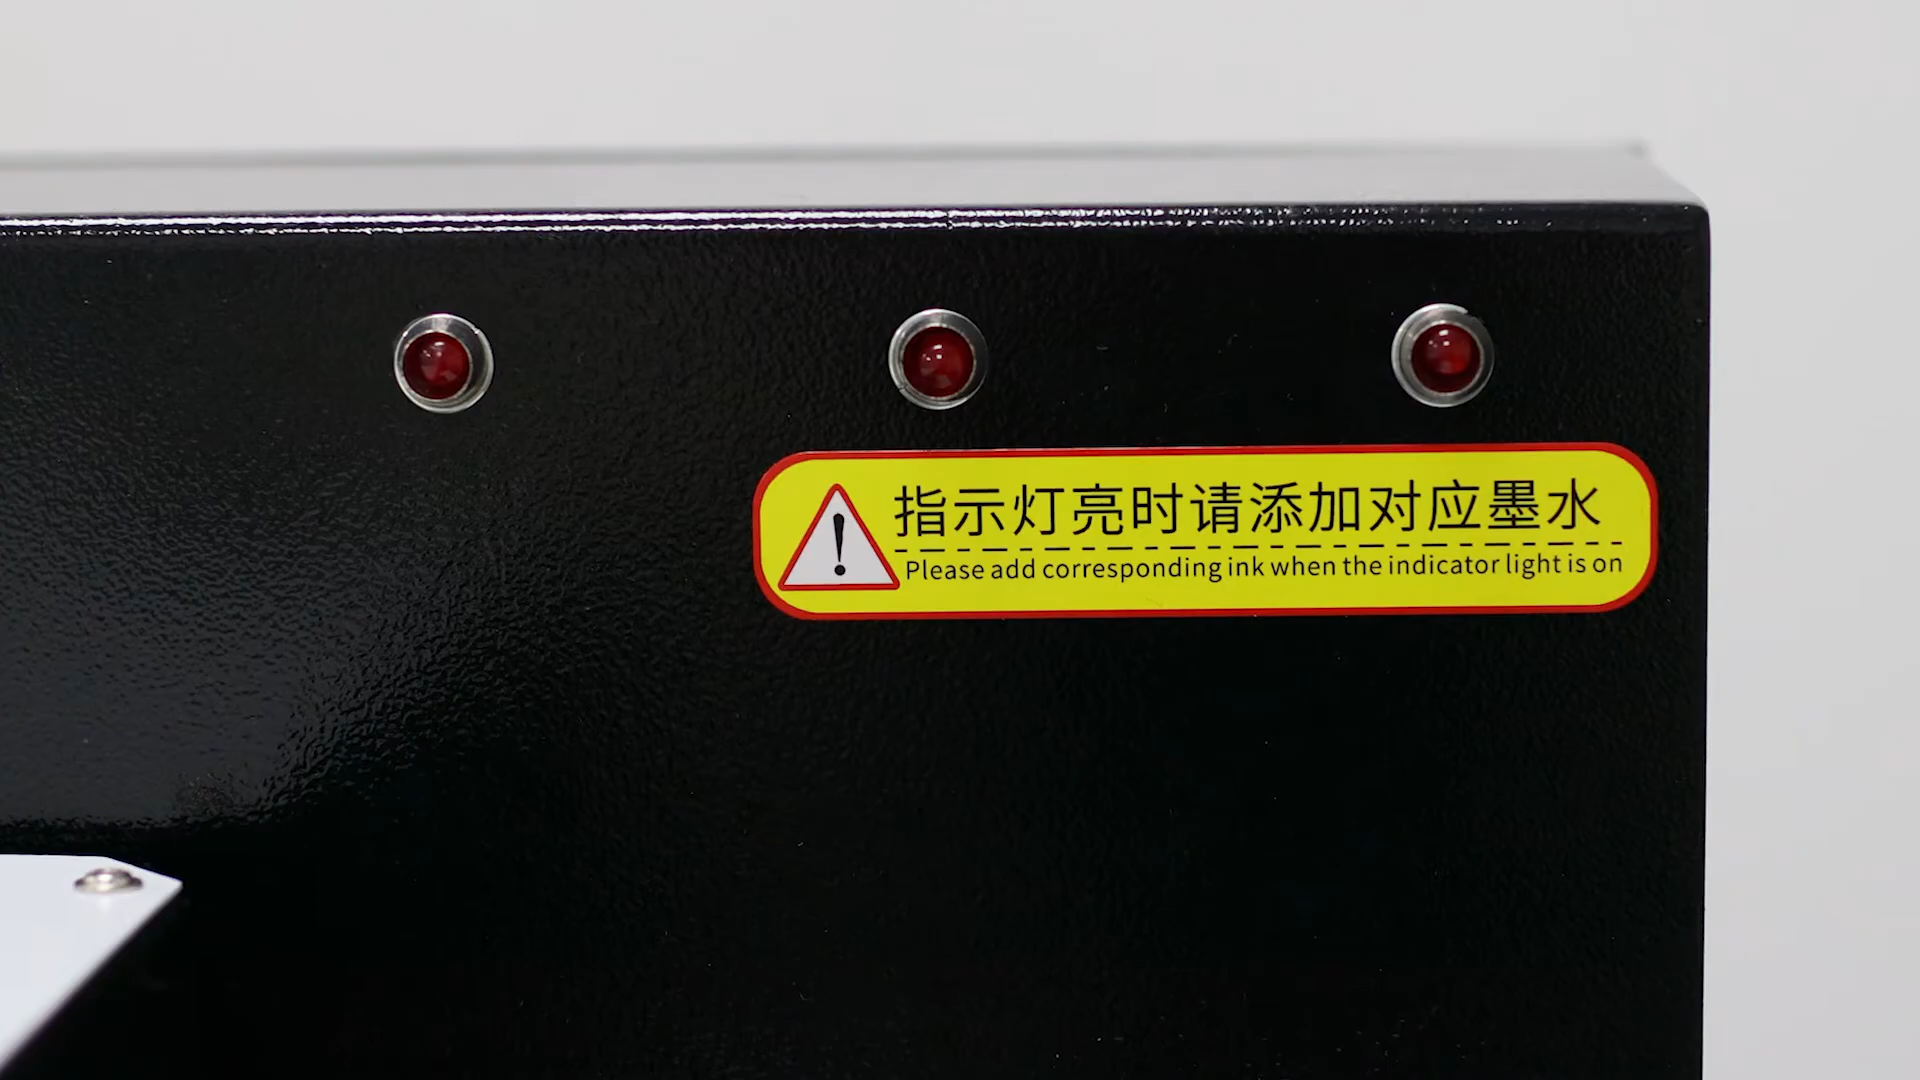 指示灯亮时请添加对应墨水
Please add corresponding ink when the indicator light is on